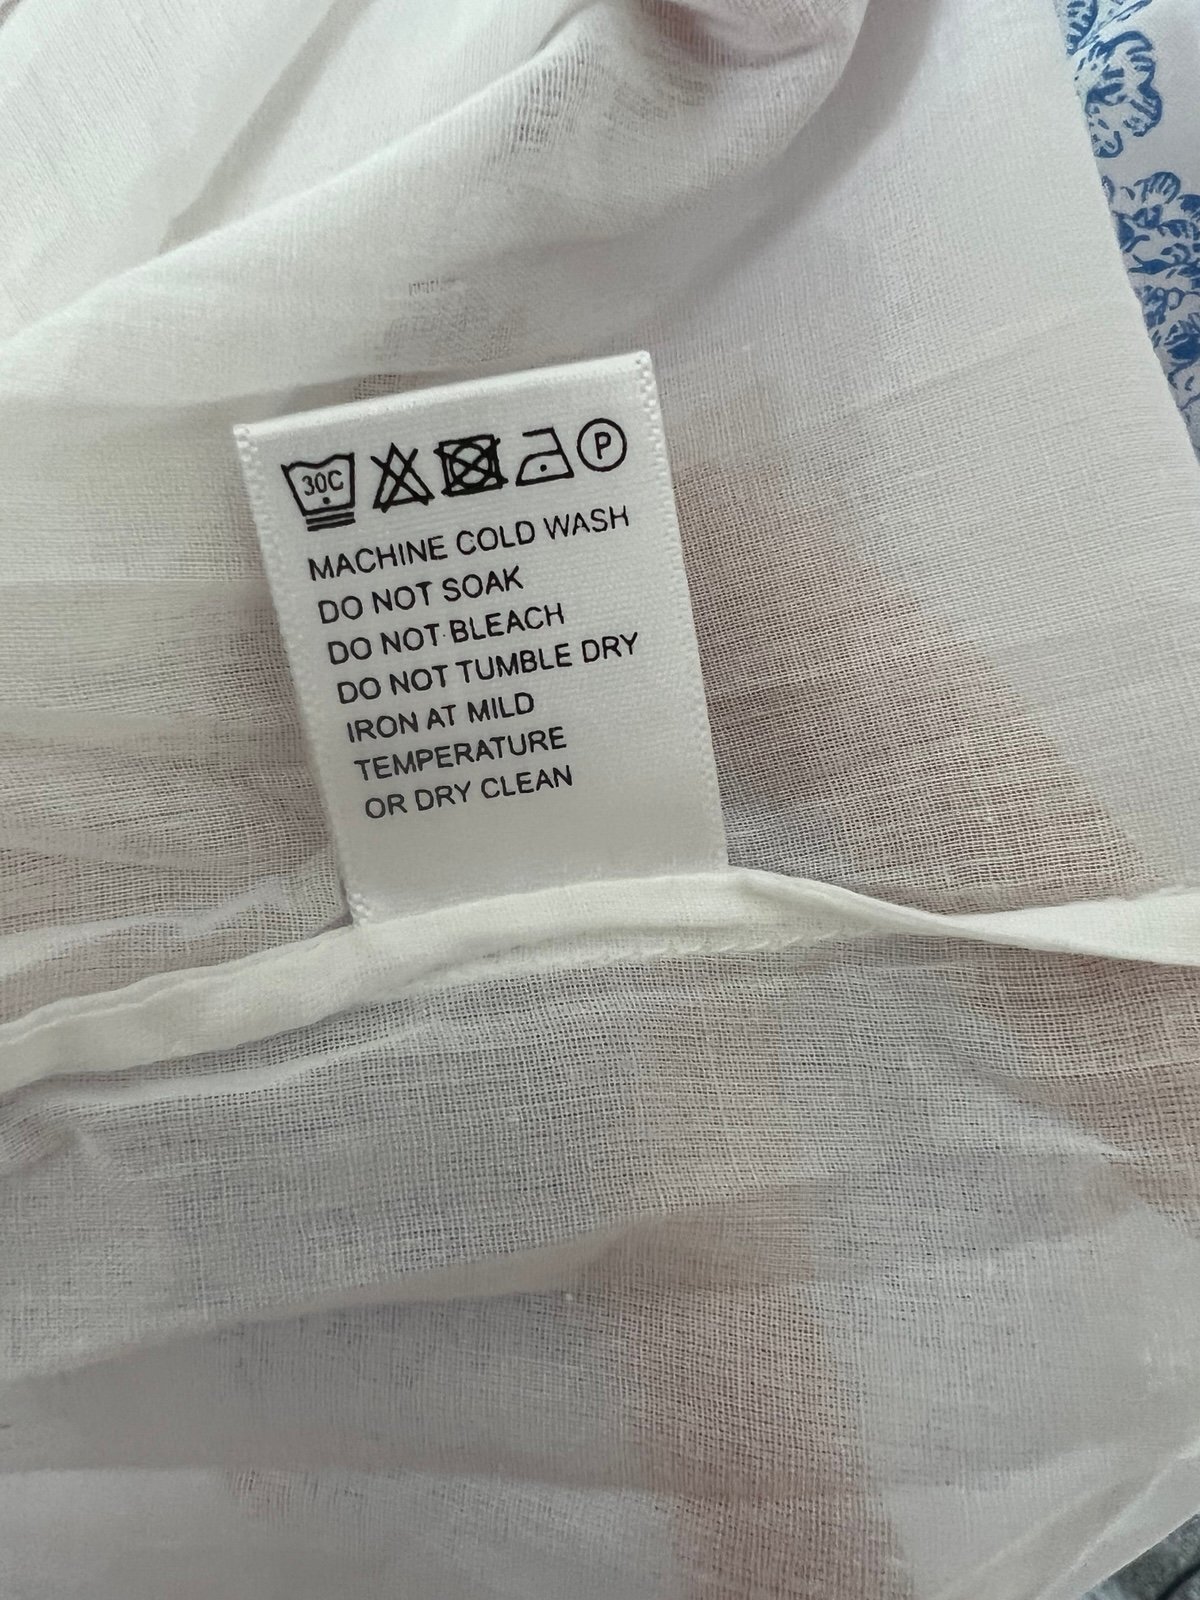 30C P
MACHINE COLD WASH
DO NOT SOAK
DO NOT BLEACH
DO NOT TUMBLE DRY
IRON AT MILD
TEMPERATURE
OR DRY CLEAN